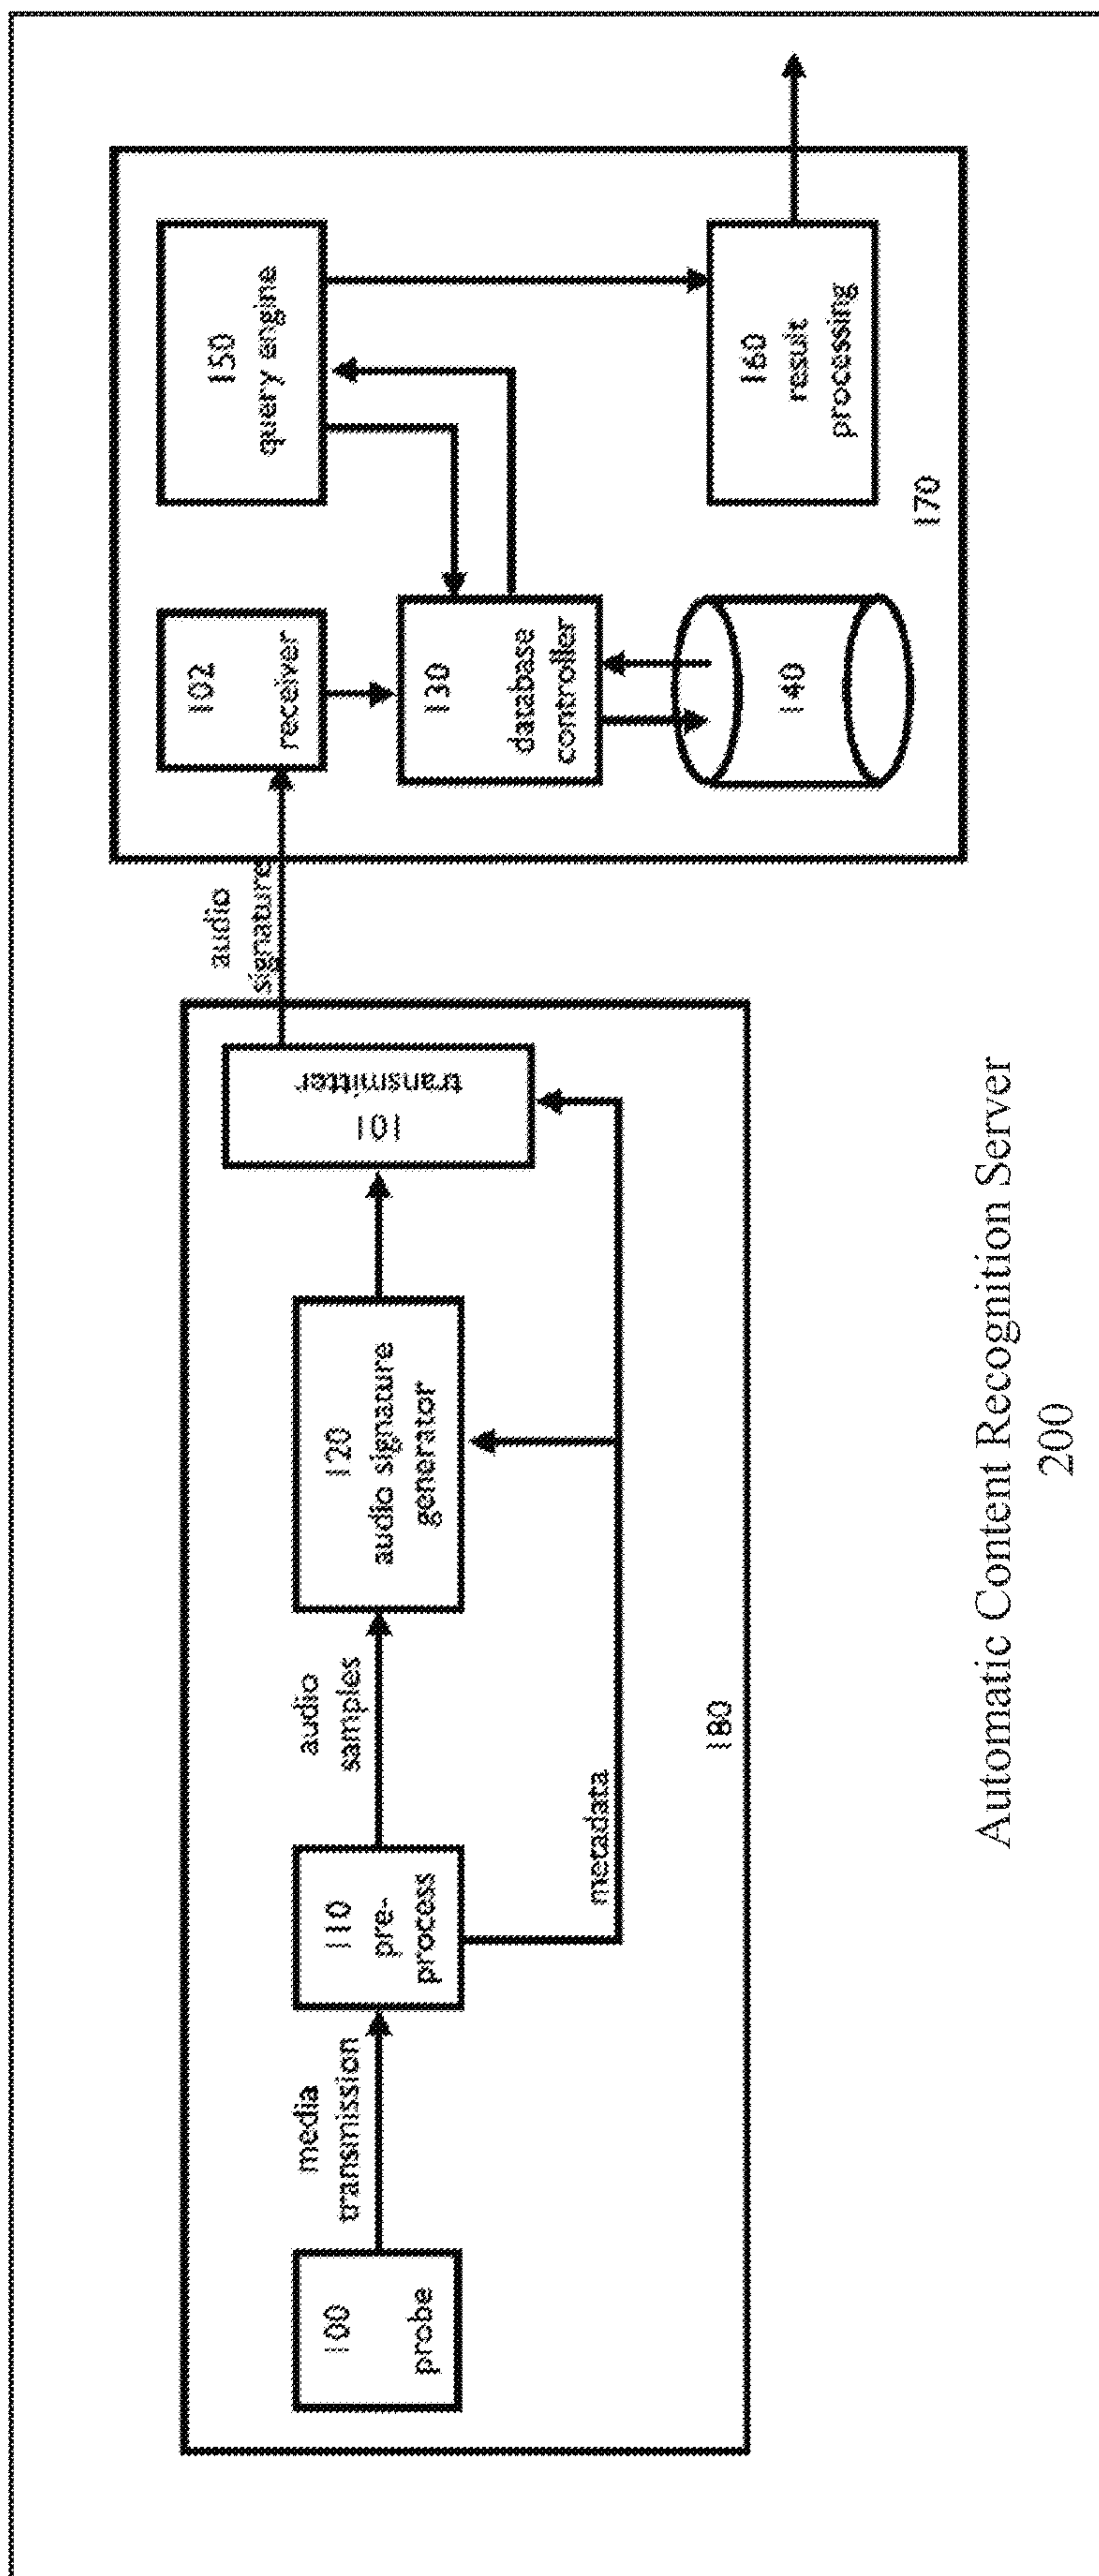 100
probe
media
transmission
110
pre-
process
audio
samples
metadata
120
audio signature
generator
101
transmitter
180
audio
signature
102
receiver
130
database
controller
140
150
query engine
160
result
processing
170
Automatic Content Recognition Server
200